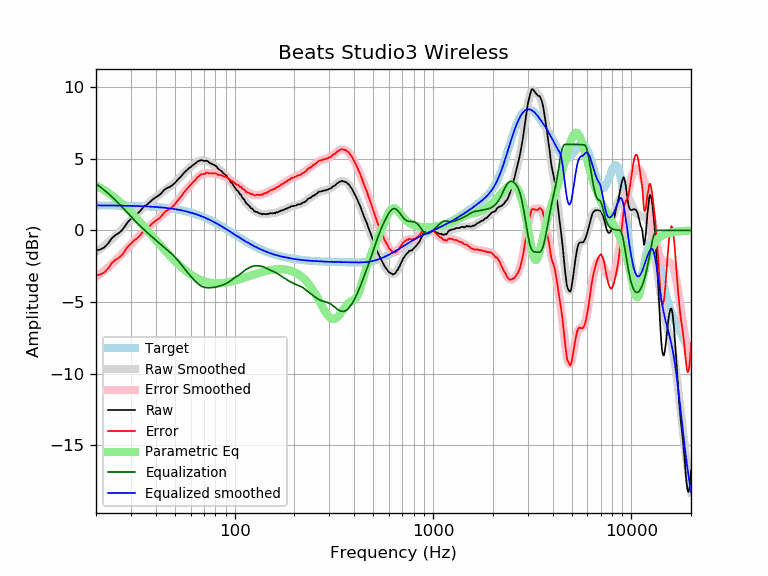 Beats Studio3 Wireless
10
5
0
−5
−10
−15
Amplitude (dBr)
Target
Raw Smoothed
Error Smoothed
Raw
Error
Parametric Eq
Equalization
Equalized smoothed
100 1000 10000
Frequency (Hz)